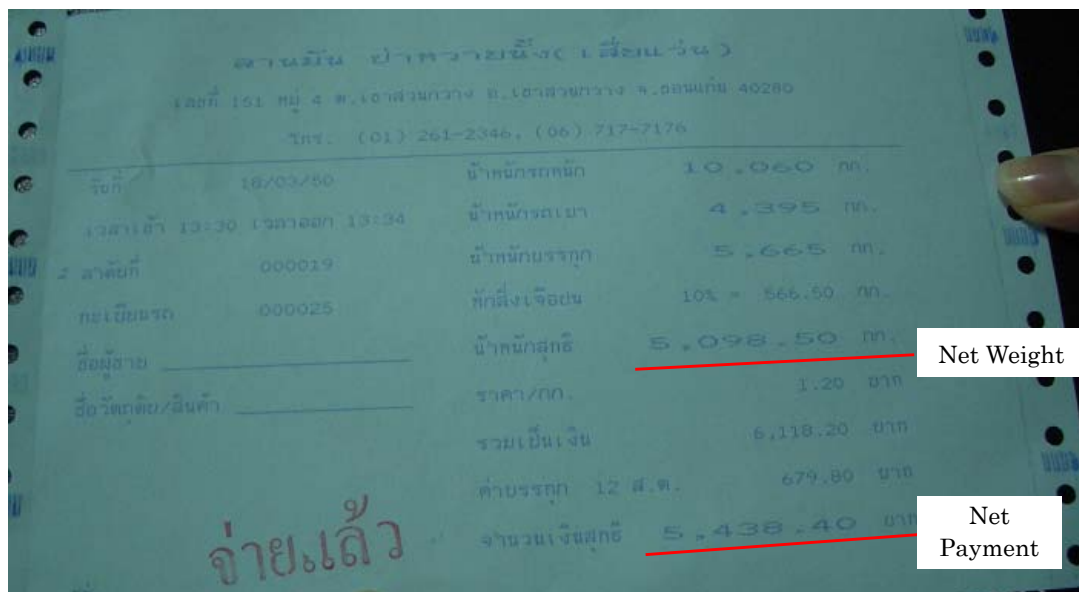 ลานมัน ป่าหวายนั่ง( เสี่ยแว่น )
เลขที่ 151 หมู่ 4 ต.เขาสวนกวาง อ.เขาสวนกวาง จ.ขอนแก่น 40280
โทร. (01) 261-2346, (06) 717-7176
วันที่ 18/03/50
เวลาเข้า 13:30 เวลาออก 13:34
ลำดับที่ 000019
ทะเบียนรถ 000025
ชื่อผู้ขาย
ชื่อวัตถุดิบ/สินค้า
น้ำหนักรถหนัก 10,060 กก.
น้ำหนักรถเบา 4,395 กก.
น้ำหนักบรรทุก 5,665 กก.
หักสิ่งเจือปน 10% = 566.50 กก.
น้ำหนักสุทธิ 5,098.50 กก.
Net Weight
ราคา/กก. 1.20 บาท
รวมเป็นเงิน 6,118.20 บาท
ค่าบรรทุก 12 ส.ต. 679.80 บาท
จำนวนเงินสุทธิ 5,438.40 บาท
Net
Payment
จ่ายแล้ว